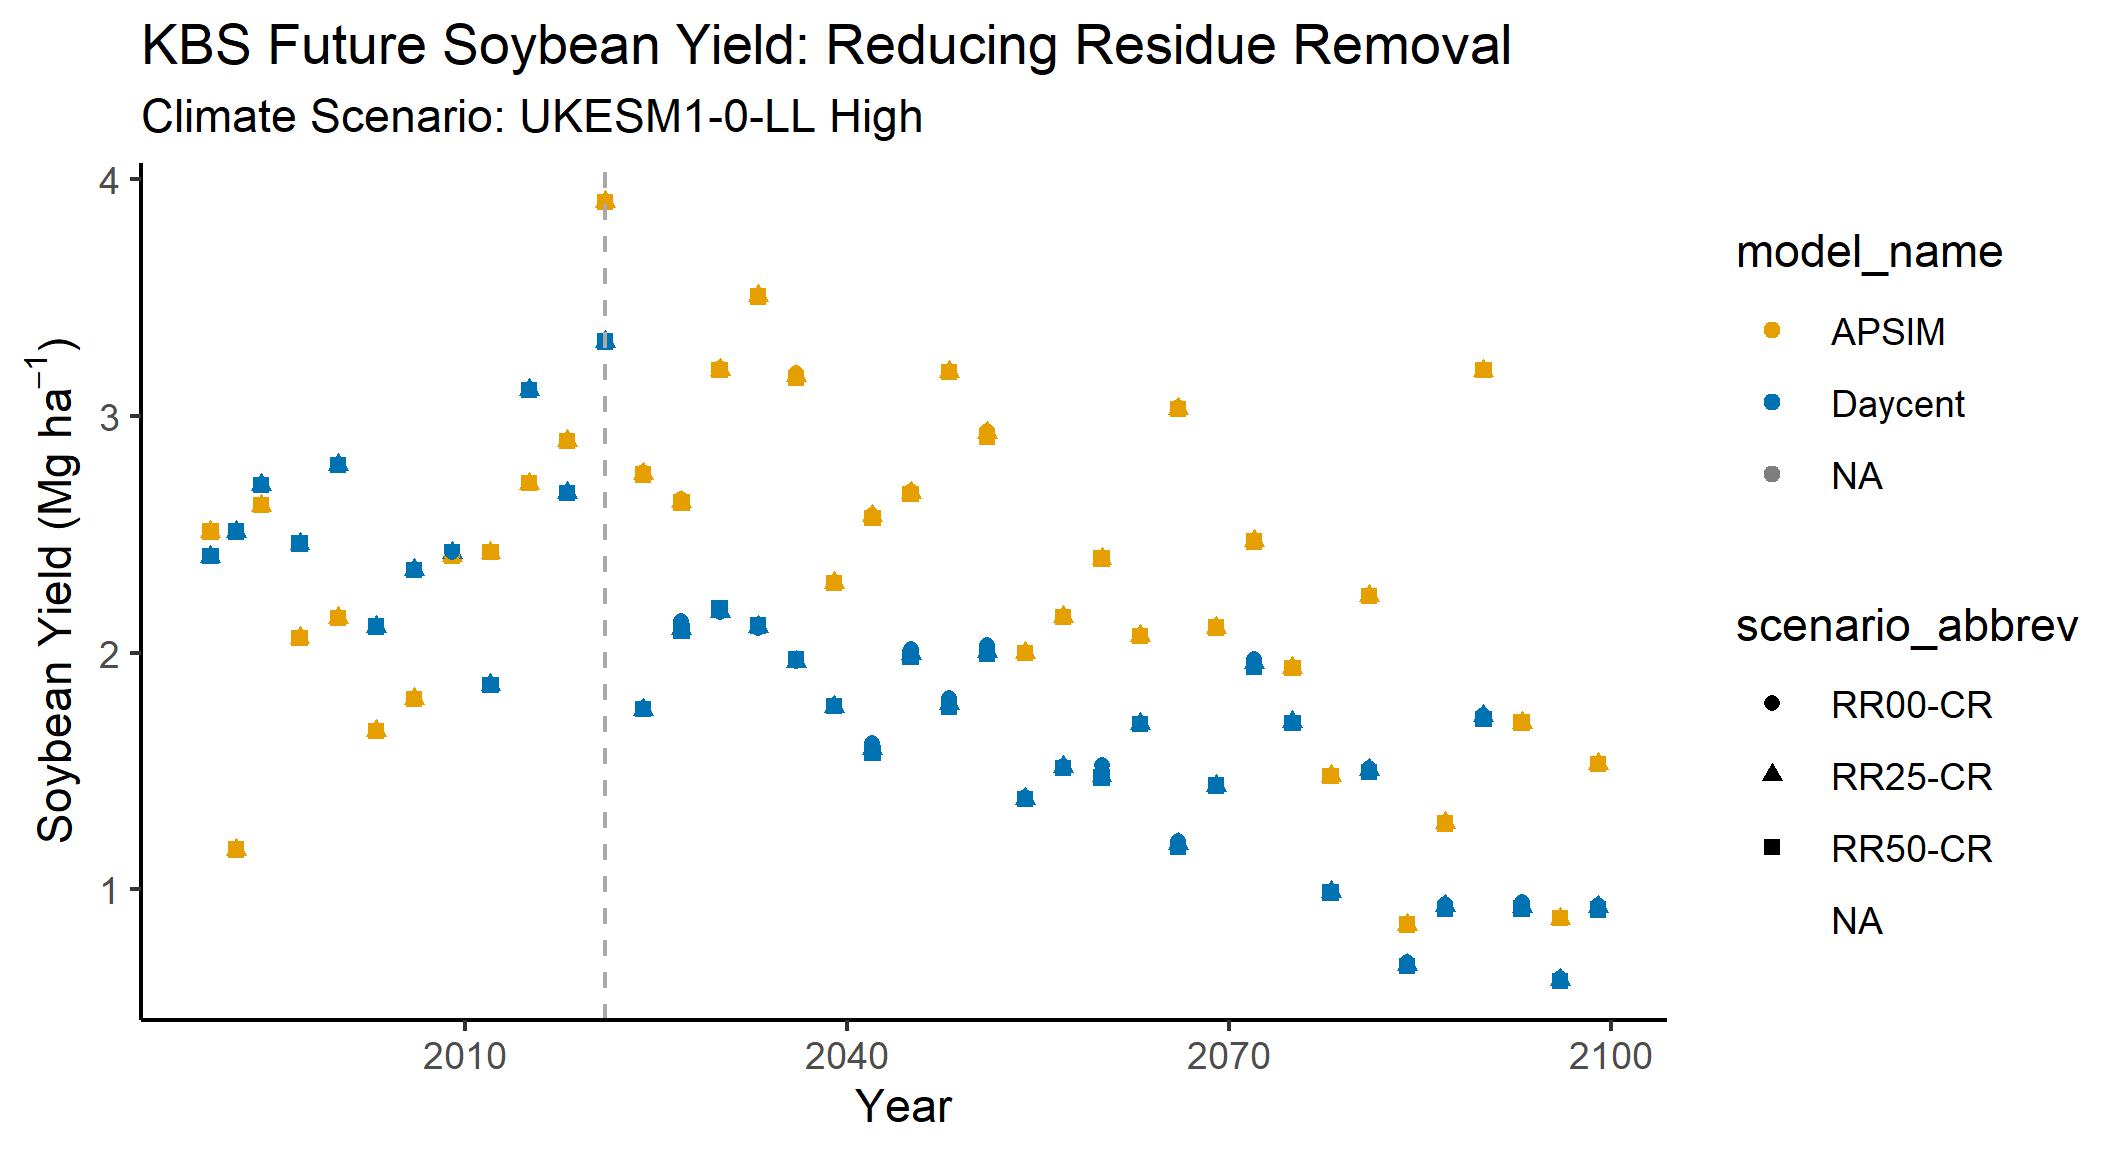 KBS Future Soybean Yield: Reducing Residue Removal
Climate Scenario: UKESM1-0-LL High
Soybean Yield (Mg ha⁻¹)
4
3
2
1
2010
2040
2070
2100
Year
model_name
APSIM
Daycent
NA
scenario_abbrev
RR00-CR
RR25-CR
RR50-CR
NA